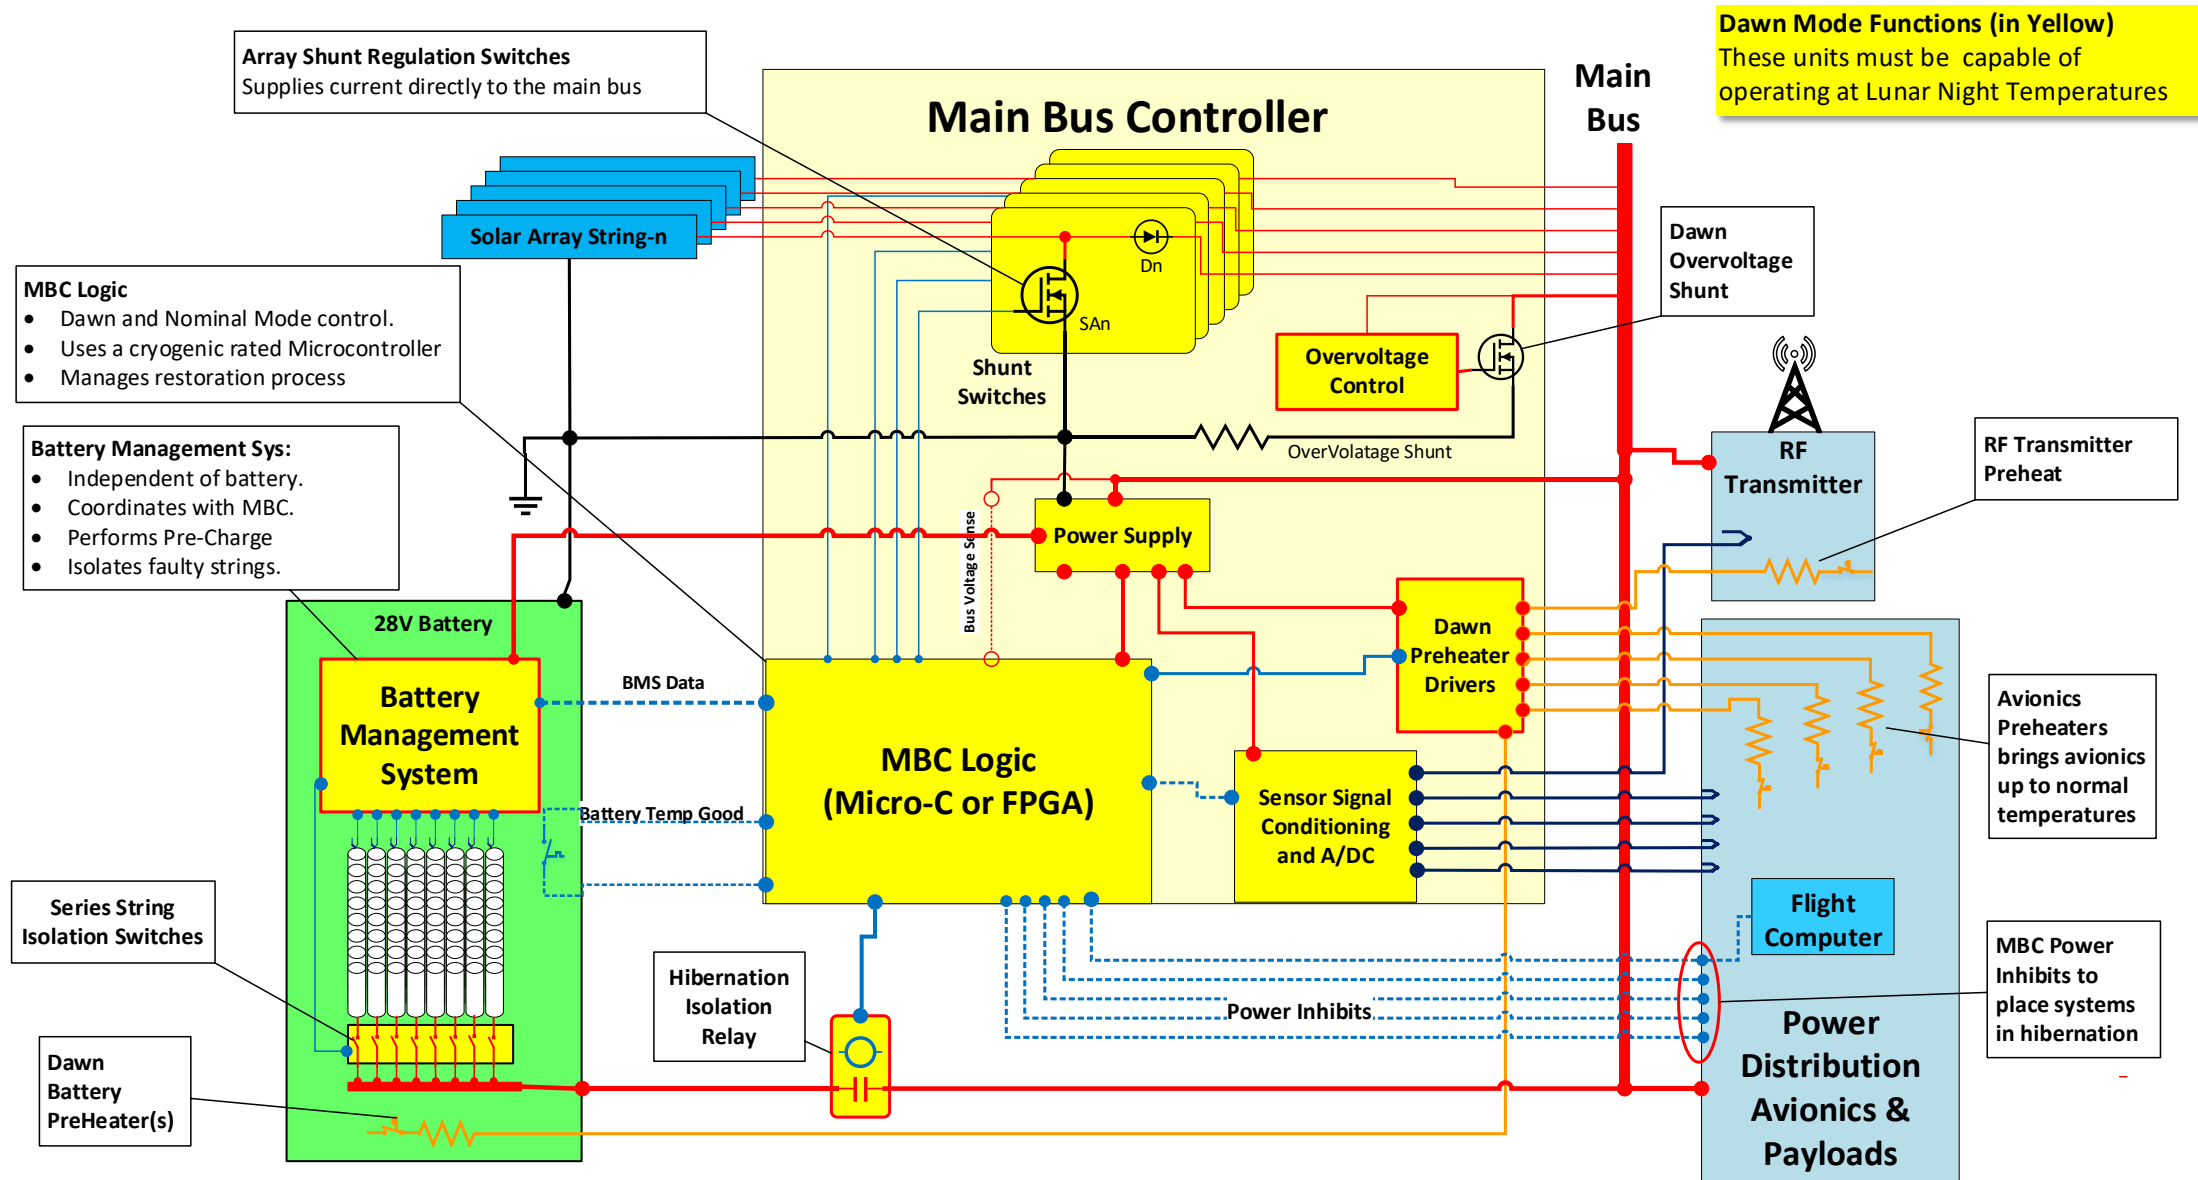 Dawn Mode Functions (in Yellow)
These units must be  capable of
operating at Lunar Night Temperatures
Array Shunt Regulation Switches
Supplies current directly to the main bus
Main Bus Controller
Main
Bus
Solar Array String-n
Dn
SAn
Shunt
Switches
Dawn
Overvoltage
Shunt
Overvoltage
Control
OverVolatage Shunt
MBC Logic
• Dawn and Nominal Mode control.
• Uses a cryogenic rated Microcontroller
• Manages restoration process
Battery Management Sys:
• Independent of battery.
• Coordinates with MBC.
• Performs Pre-Charge
• Isolates faulty strings.
RF
Transmitter
RF Transmitter
Preheat
Power Supply
Bus Voltage Sense
28V Battery
Battery
Management
System
BMS Data
Battery Temp Good
MBC Logic
(Micro-C or FPGA)
Dawn
Preheater
Drivers
Sensor Signal
Conditioning
and A/DC
Avionics
Preheaters
brings avionics
up to normal
temperatures
Flight
Computer
Series String
Isolation Switches
Hibernation
Isolation
Relay
Power Inhibits
MBC Power
Inhibits to
place systems
in hibernation
Dawn
Battery
PreHeater(s)
Power
Distribution
Avionics &
Payloads